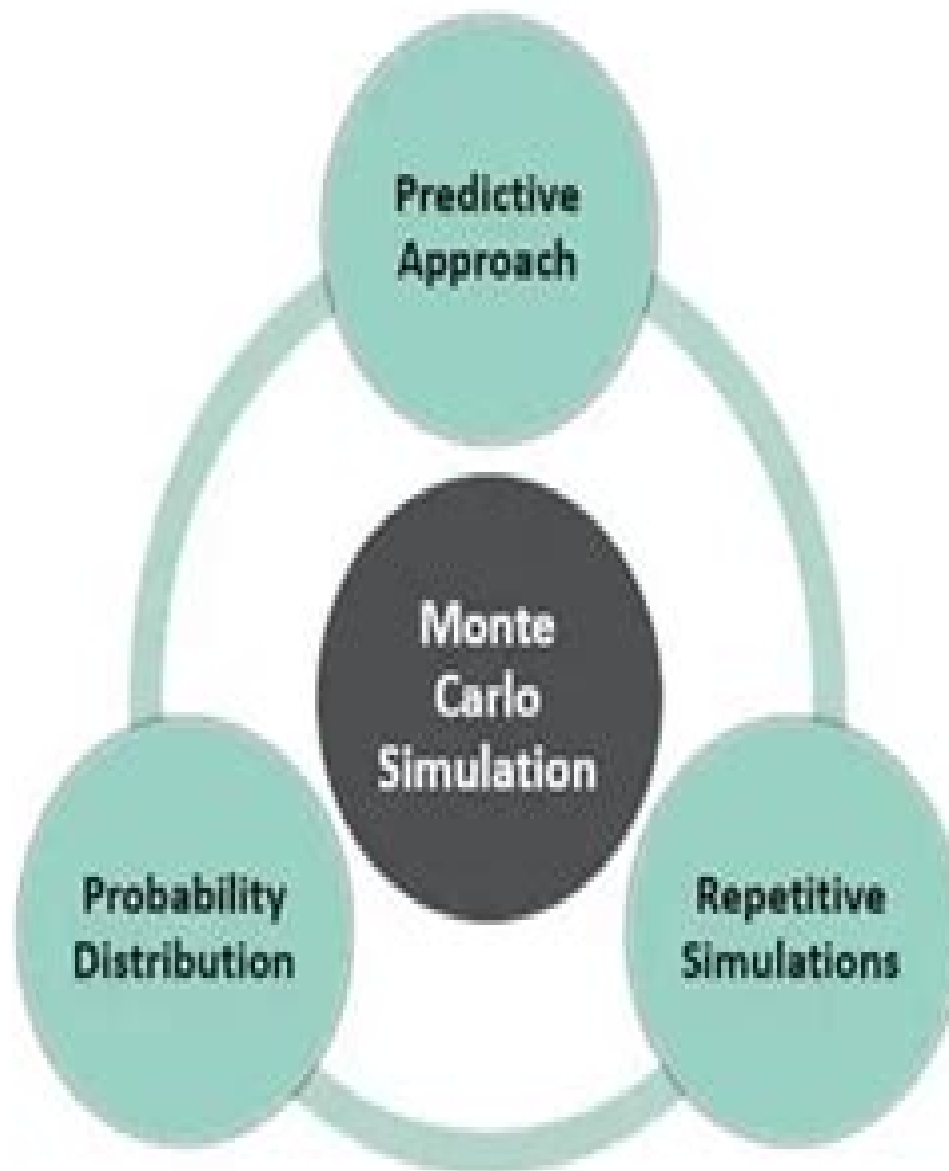 Predictive
Approach
Monte
Carlo
Simulation
Probability
Distribution
Repetitive
Simulations